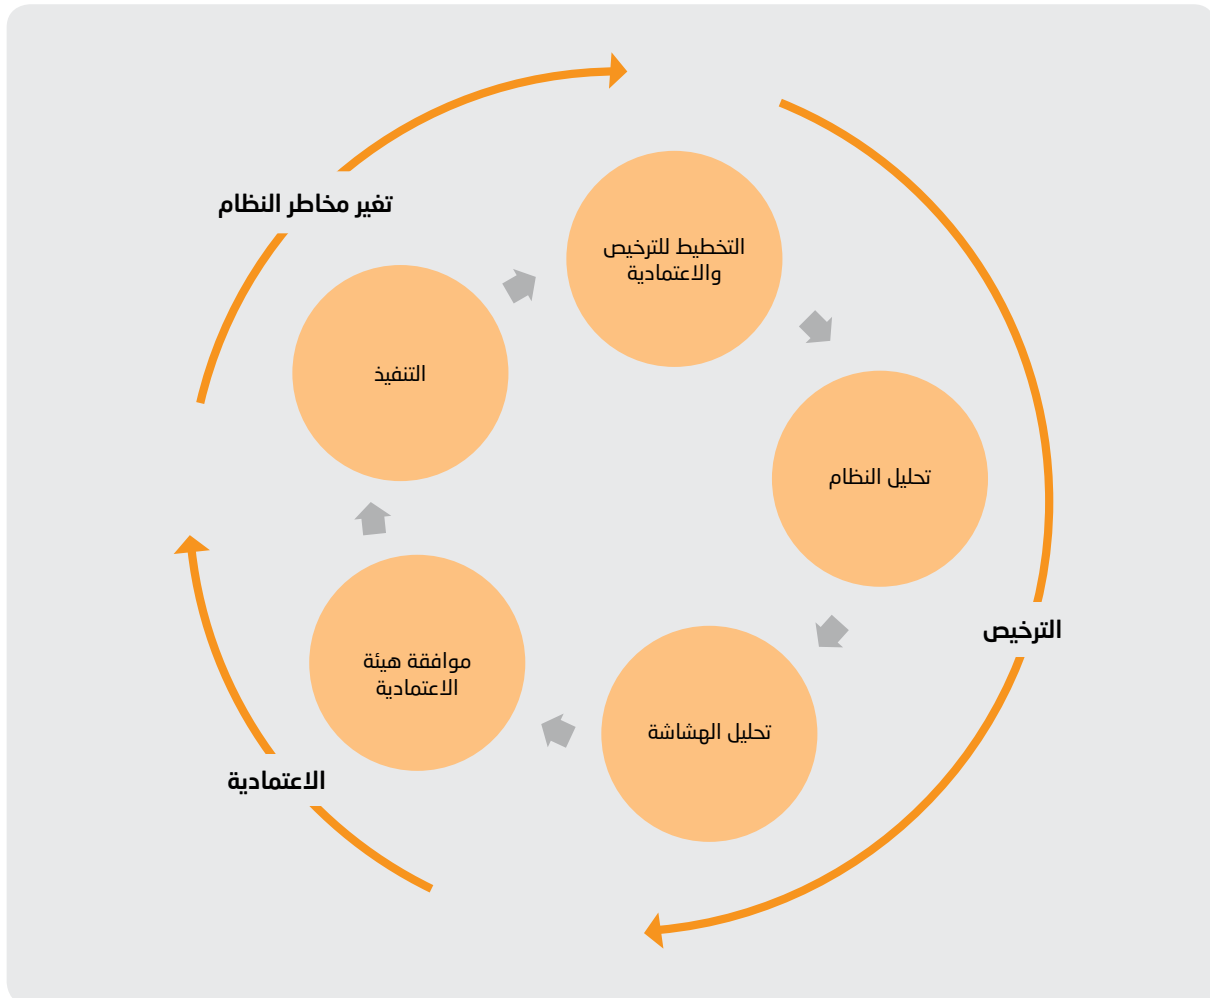 تغير مخاطر النظام
التخطيط للترخيص
والاعتمادية
التنفيذ
تحليل النظام
الترخيص
موافقة هيئة
الاعتمادية
تحليل الهشاشة
الاعتمادية